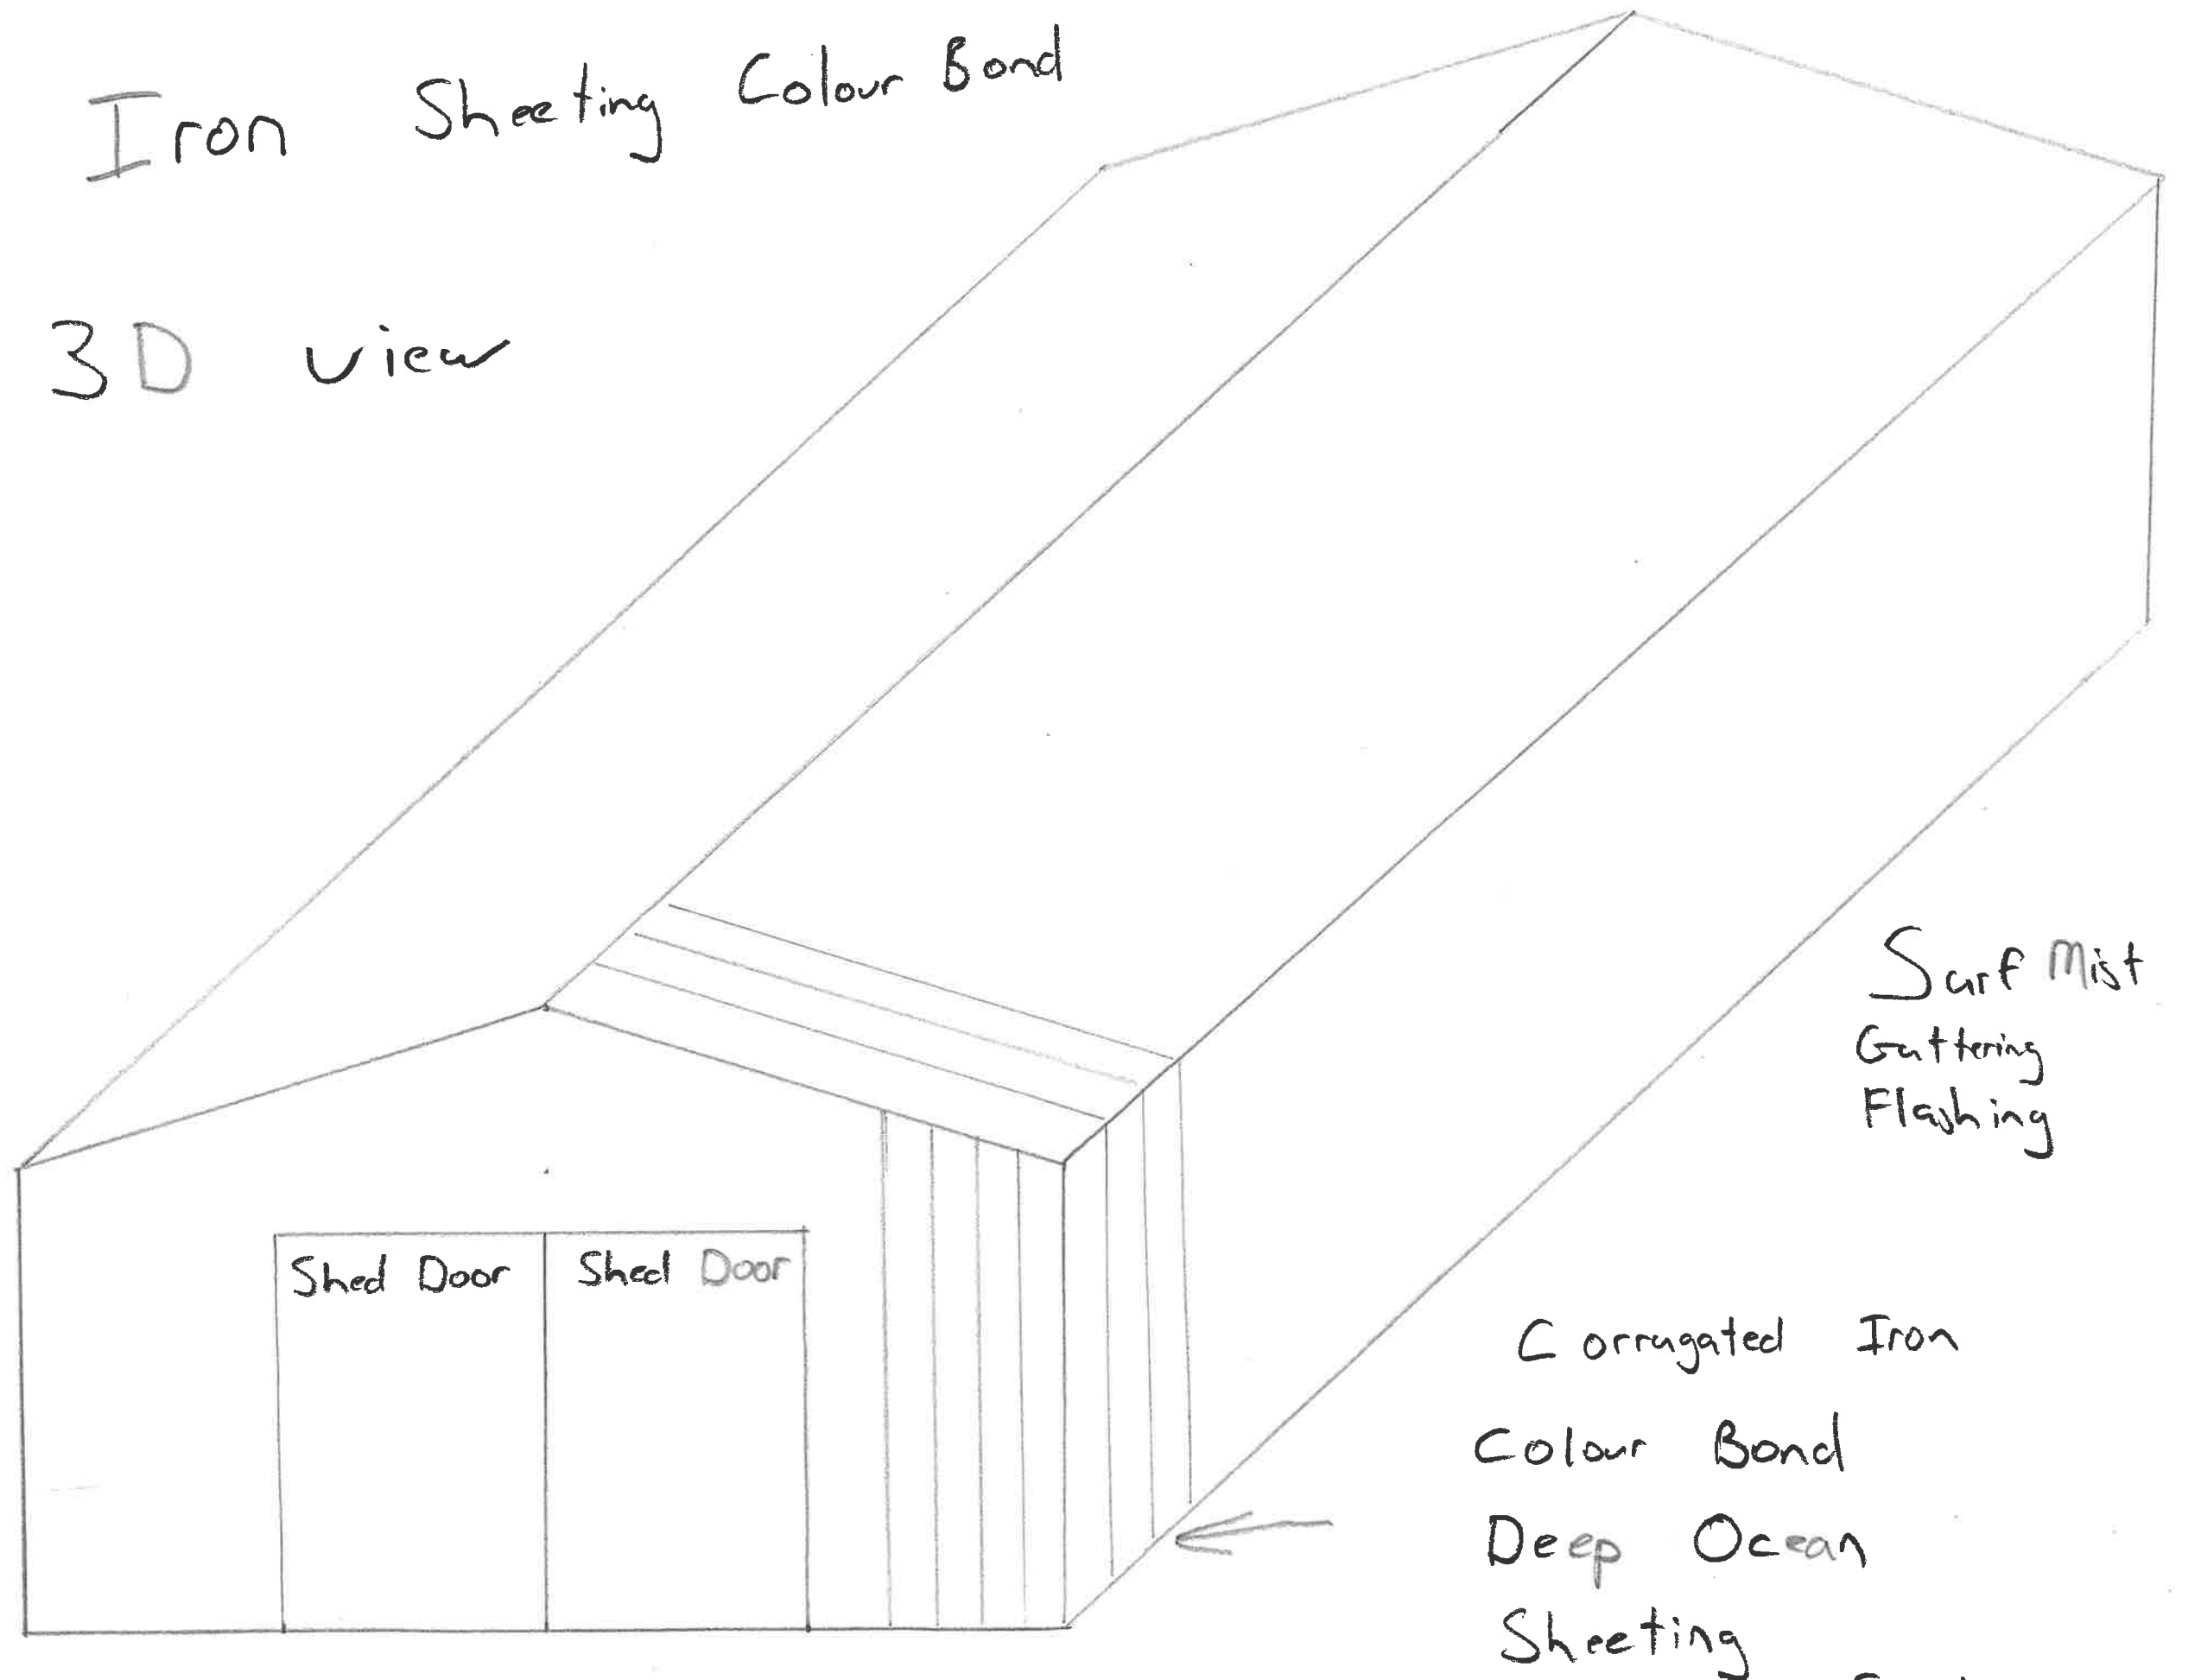 Iron Sheeting Colour Bond
3D view
Surf Mist
Guttering
Flashing
Shed Door Shed Door
Corrugated Iron
Colour Bond
Deep Ocean
Sheeting